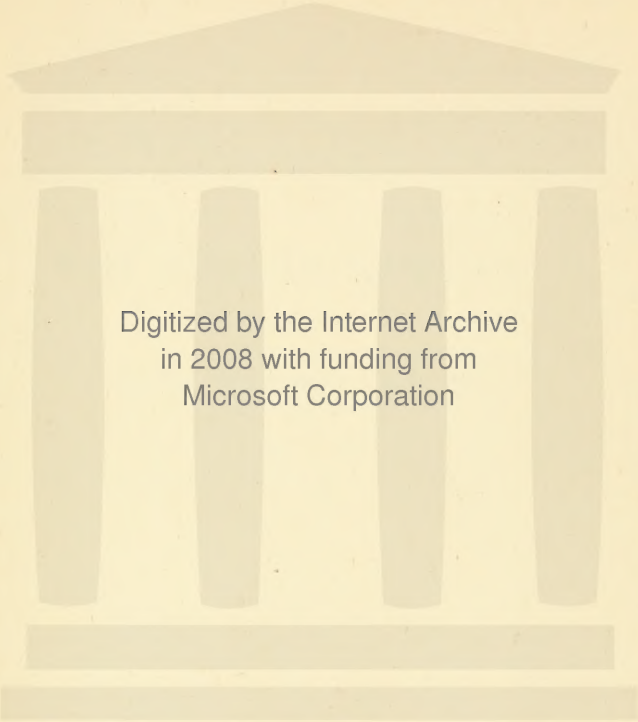 Digitized by the Internet Archive
in 2008 with funding from
Microsoft Corporation